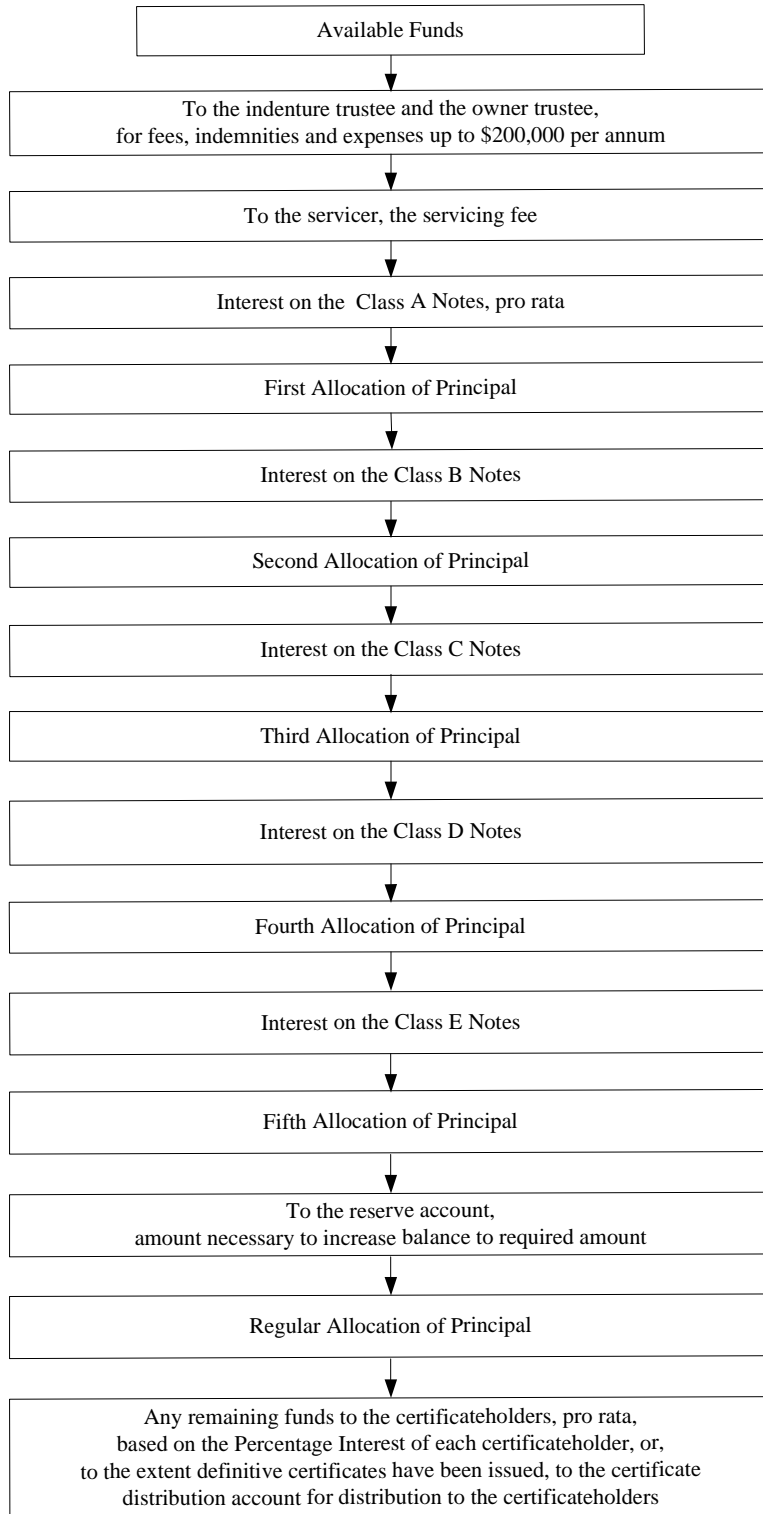 Available Funds
To the indenture trustee and the owner trustee,
for fees, indemnities and expenses up to $200,000 per annum
To the servicer, the servicing fee
Interest on the Class A Notes, pro rata
First Allocation of Principal
Interest on the Class B Notes
Second Allocation of Principal
Interest on the Class C Notes
Third Allocation of Principal
Interest on the Class D Notes
Fourth Allocation of Principal
Interest on the Class E Notes
Fifth Allocation of Principal
To the reserve account,
amount necessary to increase balance to required amount
Regular Allocation of Principal
Any remaining funds to the certificateholders, pro rata,
based on the Percentage Interest of each certificateholder, or,
to the extent definitive certificates have been issued, to the certificate
distribution account for distribution to the certificateholders